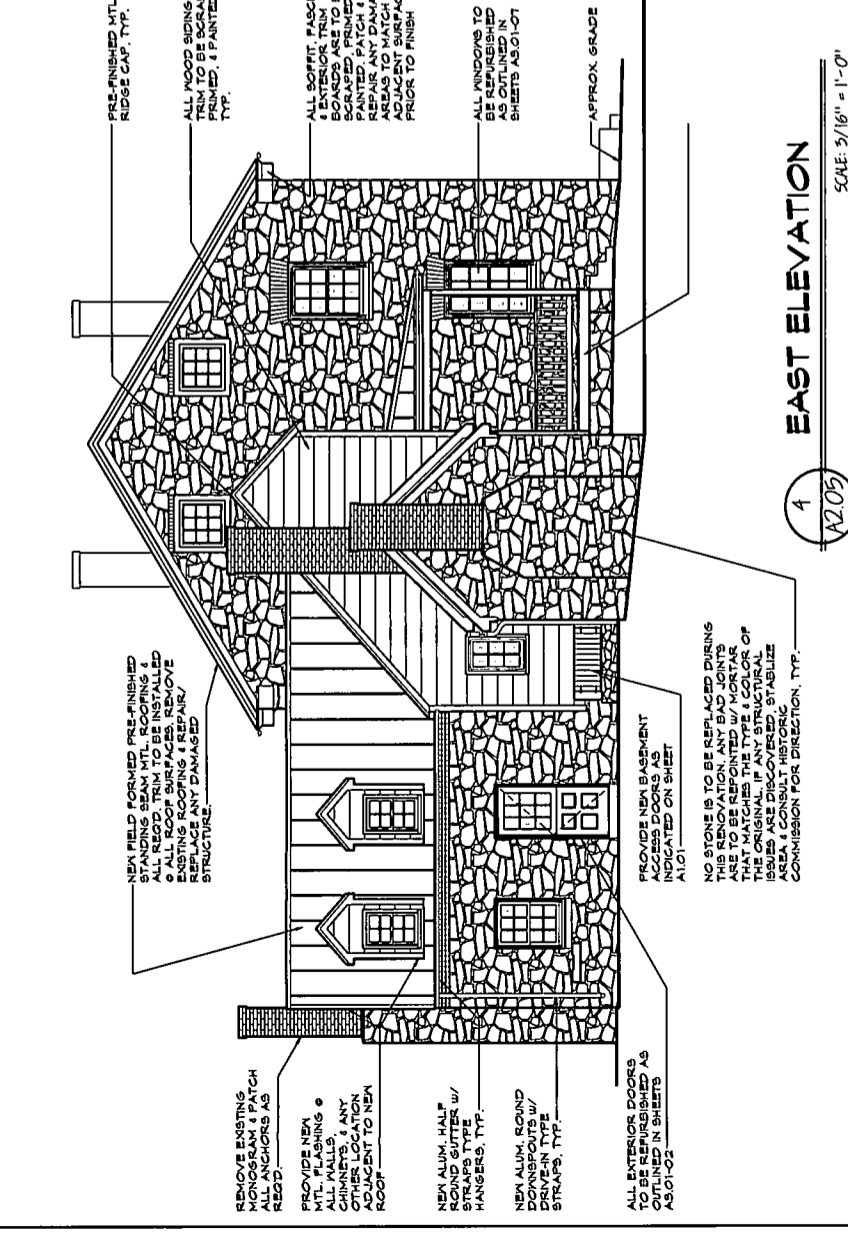 REMOVE EXISTING
MONOGRAM & PATCH
ALL ANCHORS AS
REQ'D.
PROVIDE NEW
MTL. FLASHING @
ALL WALLS,
CHIMNEYS, & ANY
OTHER LOCATION
ADJACENT TO NEW
ROOF
NEW ALUM. HALF
ROUND GUTTER W/
STRAPS TYPE
HANGERS, TYP.
NEW ALUM. ROUND
DOWNSPOUTS W/
DRIVE-IN TYPE
STRAPS, TYP.
ALL EXTERIOR DOORS
TO BE REFURBISHED AS
OUTLINED IN SHEETS
A8.01-02
NEW FIELD FORMED PRE-FINISHED
STANDING SEAM MTL. ROOFING &
ALL REQ'D. TRIM TO BE INSTALLED
@ ALL ROOF SURFACES. REMOVE
EXISTING ROOFING & REPAIR/
REPLACE ANY DAMAGED
STRUCTURE.
PROVIDE NEW BASEMENT
ACCESS DOORS AS
INDICATED ON SHEET
A1.01
NO STONE IS TO BE REPLACED DURING
THIS RENOVATION. ANY BAD JOINTS
ARE TO BE REPOINTED W/ MORTAR
THAT MATCHES THE TYPE & COLOR OF
THE ORIGINAL. IF ANY STRUCTURAL
ISSUES ARE DISCOVERED STABLIZE
AREA & CONSULT HISTORIC
COMMISSION FOR DIRECTION, TYP.
PRE-FINISHED MTL.
RIDGE CAP, TYP.
ALL WOOD SIDING
TRIM TO BE
PRIMED, & PAINTED
TYP.
ALL SOFFIT,
& EXTERIOR TRIM
BOARDS ARE TO
SCRAPED, PRIMED
PAINTED. PATCH &
REPAIR ANY
AREAS TO MATCH
ADJACENT
PRIOR TO FINISH
ALL WINDOWS TO
BE REFURBISHED
AS OUTLINED IN
SHEETS A8.01-07
APPROX. GRADE
4
A2.05
EAST ELEVATION
SCALE: 3/16" = 1'-0"